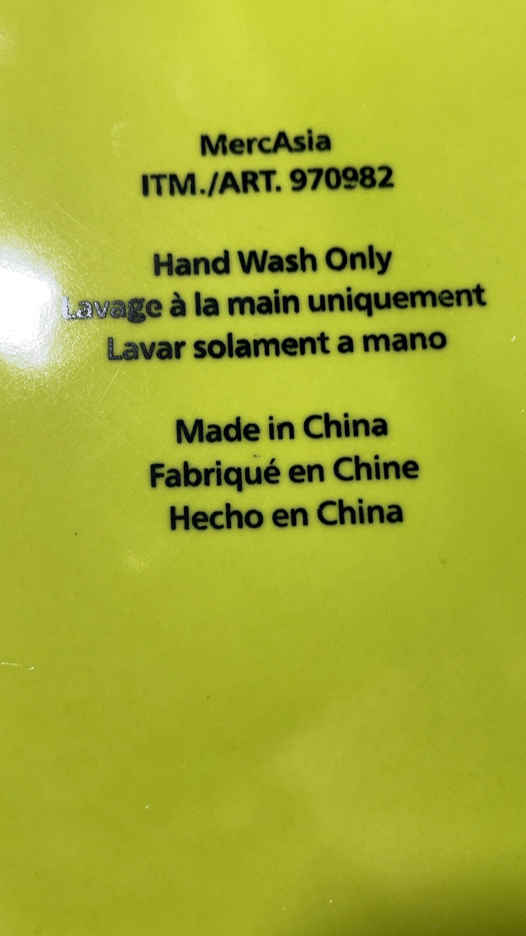 MercAsia
ITM./ART. 970982
Hand Wash Only
Lavage à la main uniquement
Lavar solament a mano
Made in China
Fabriqué en Chine
Hecho en China